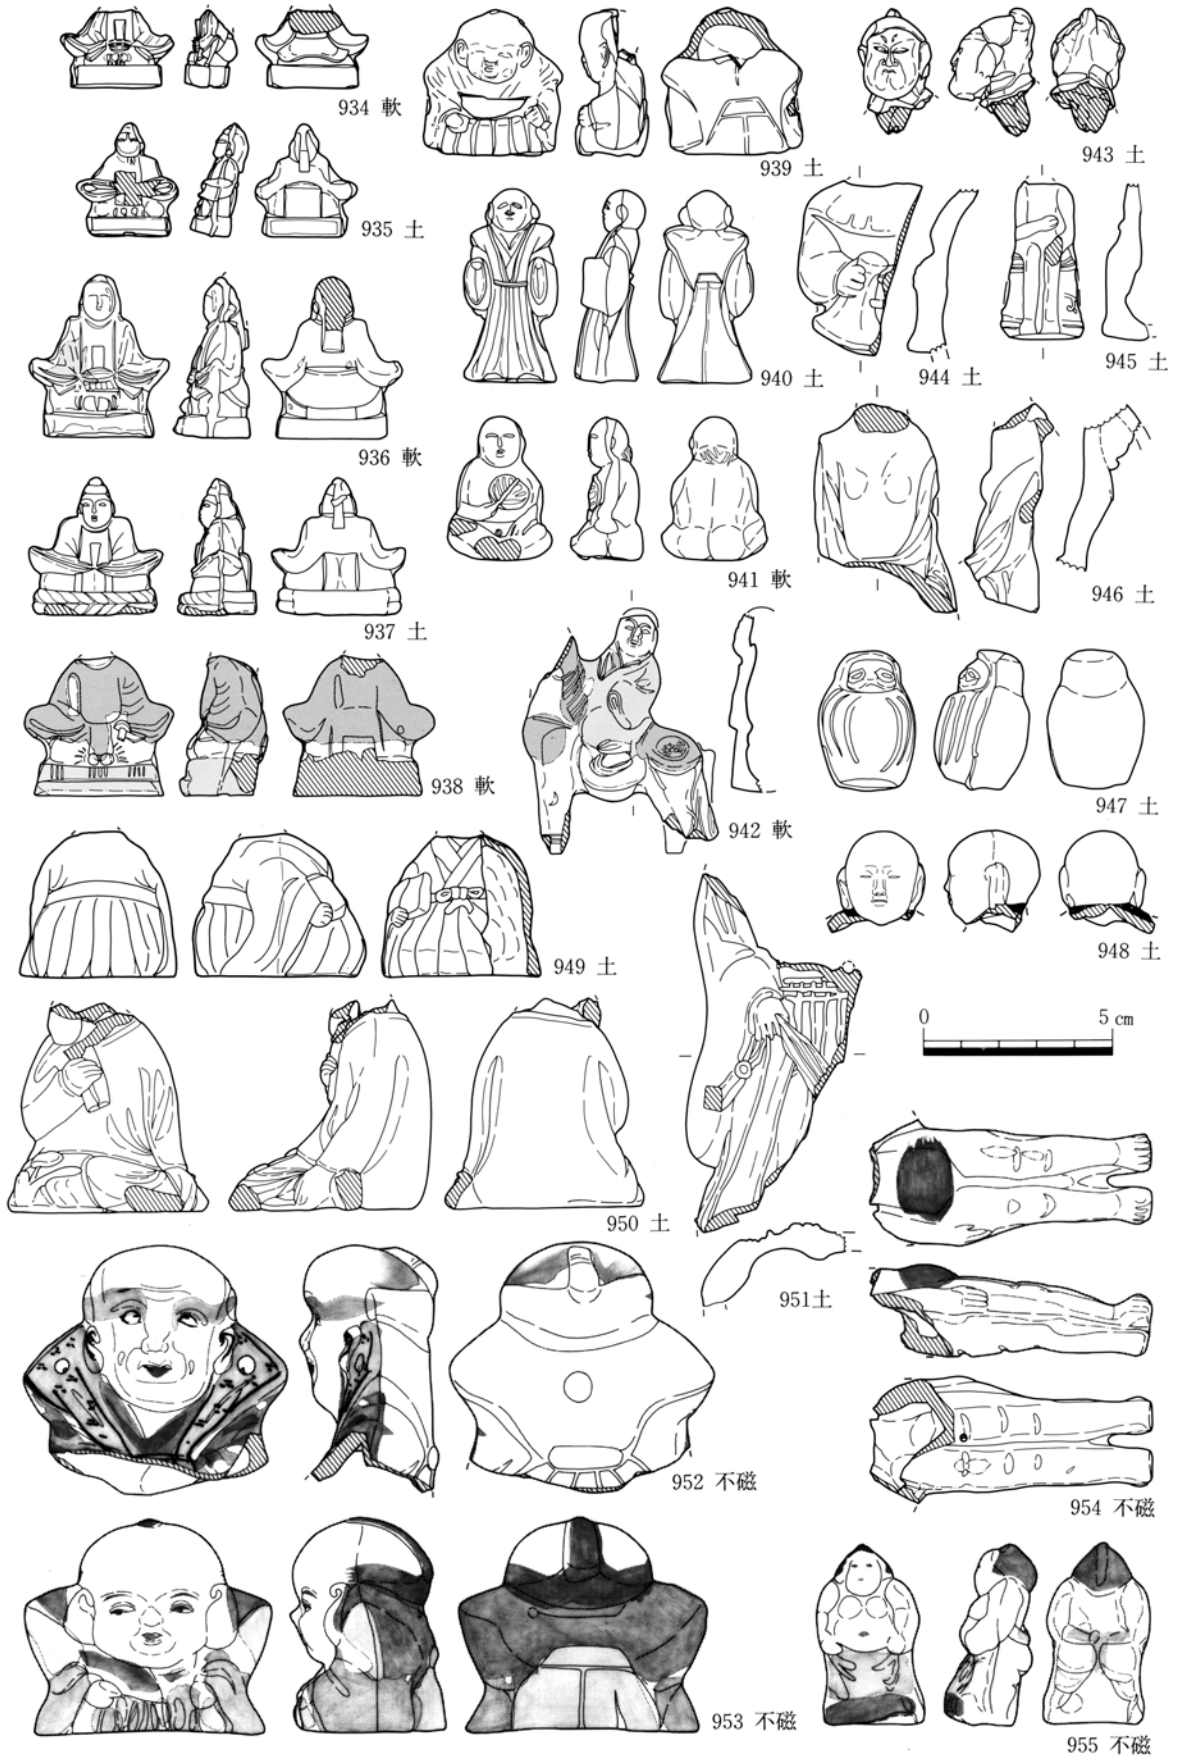 934 軟
935 土
936 軟
937 土
938 軟
939 土
940 土
941 軟
942 軟
943 土
944 土
945 土
946 土
947 土
948 土
949 土
950 土
951土
0 5 cm
952 不磁
953 不磁
954 不磁
955 不磁